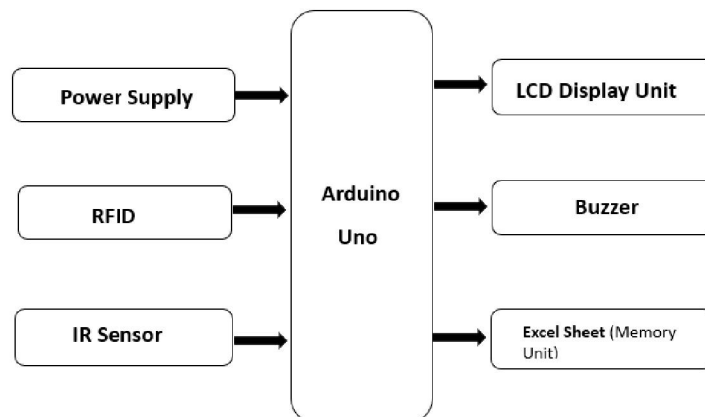 Power Supply
LCD Display Unit
RFID
Arduino
Uno
Buzzer
IR Sensor
Excel Sheet (Memory
Unit)